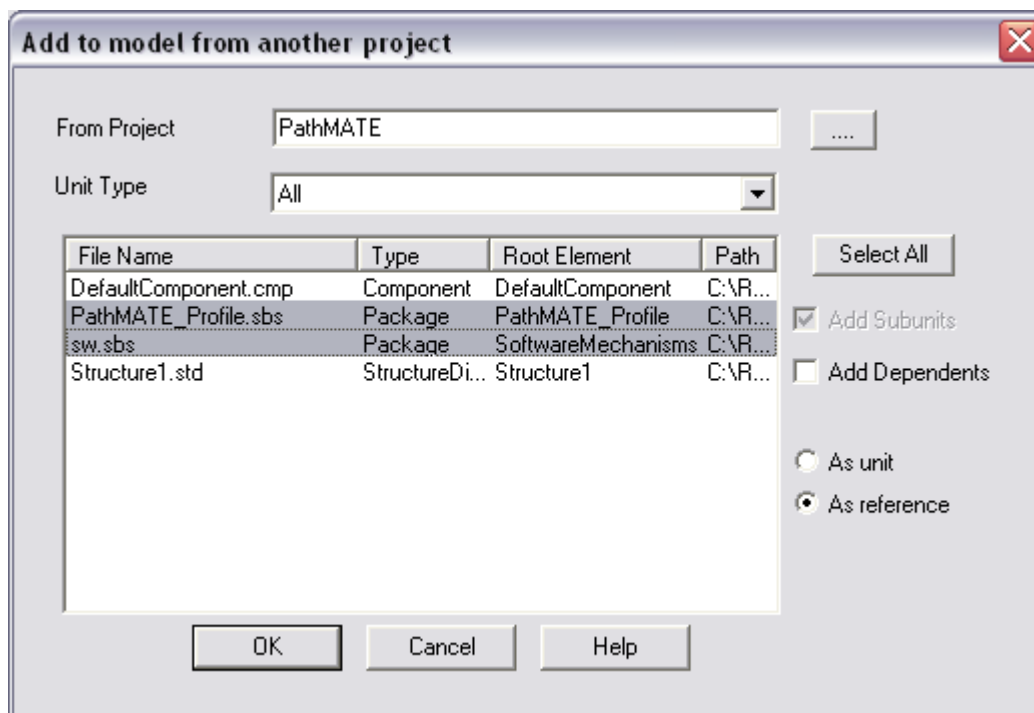 Add to model from another project
From Project PathMATE ....
Unit Type All
File Name Type Root Element Path Select All
DefaultComponent.cmp Component DefaultComponent C:\R...
PathMATE_Profile.sbs Package PathMATE_Profile C:\R... Add Subunits
sw.sbs Package SoftwareMechanisms C:\R...
Structure1.std StructureDi... Structure1 C:\R... Add Dependents
As unit
As reference
OK Cancel Help